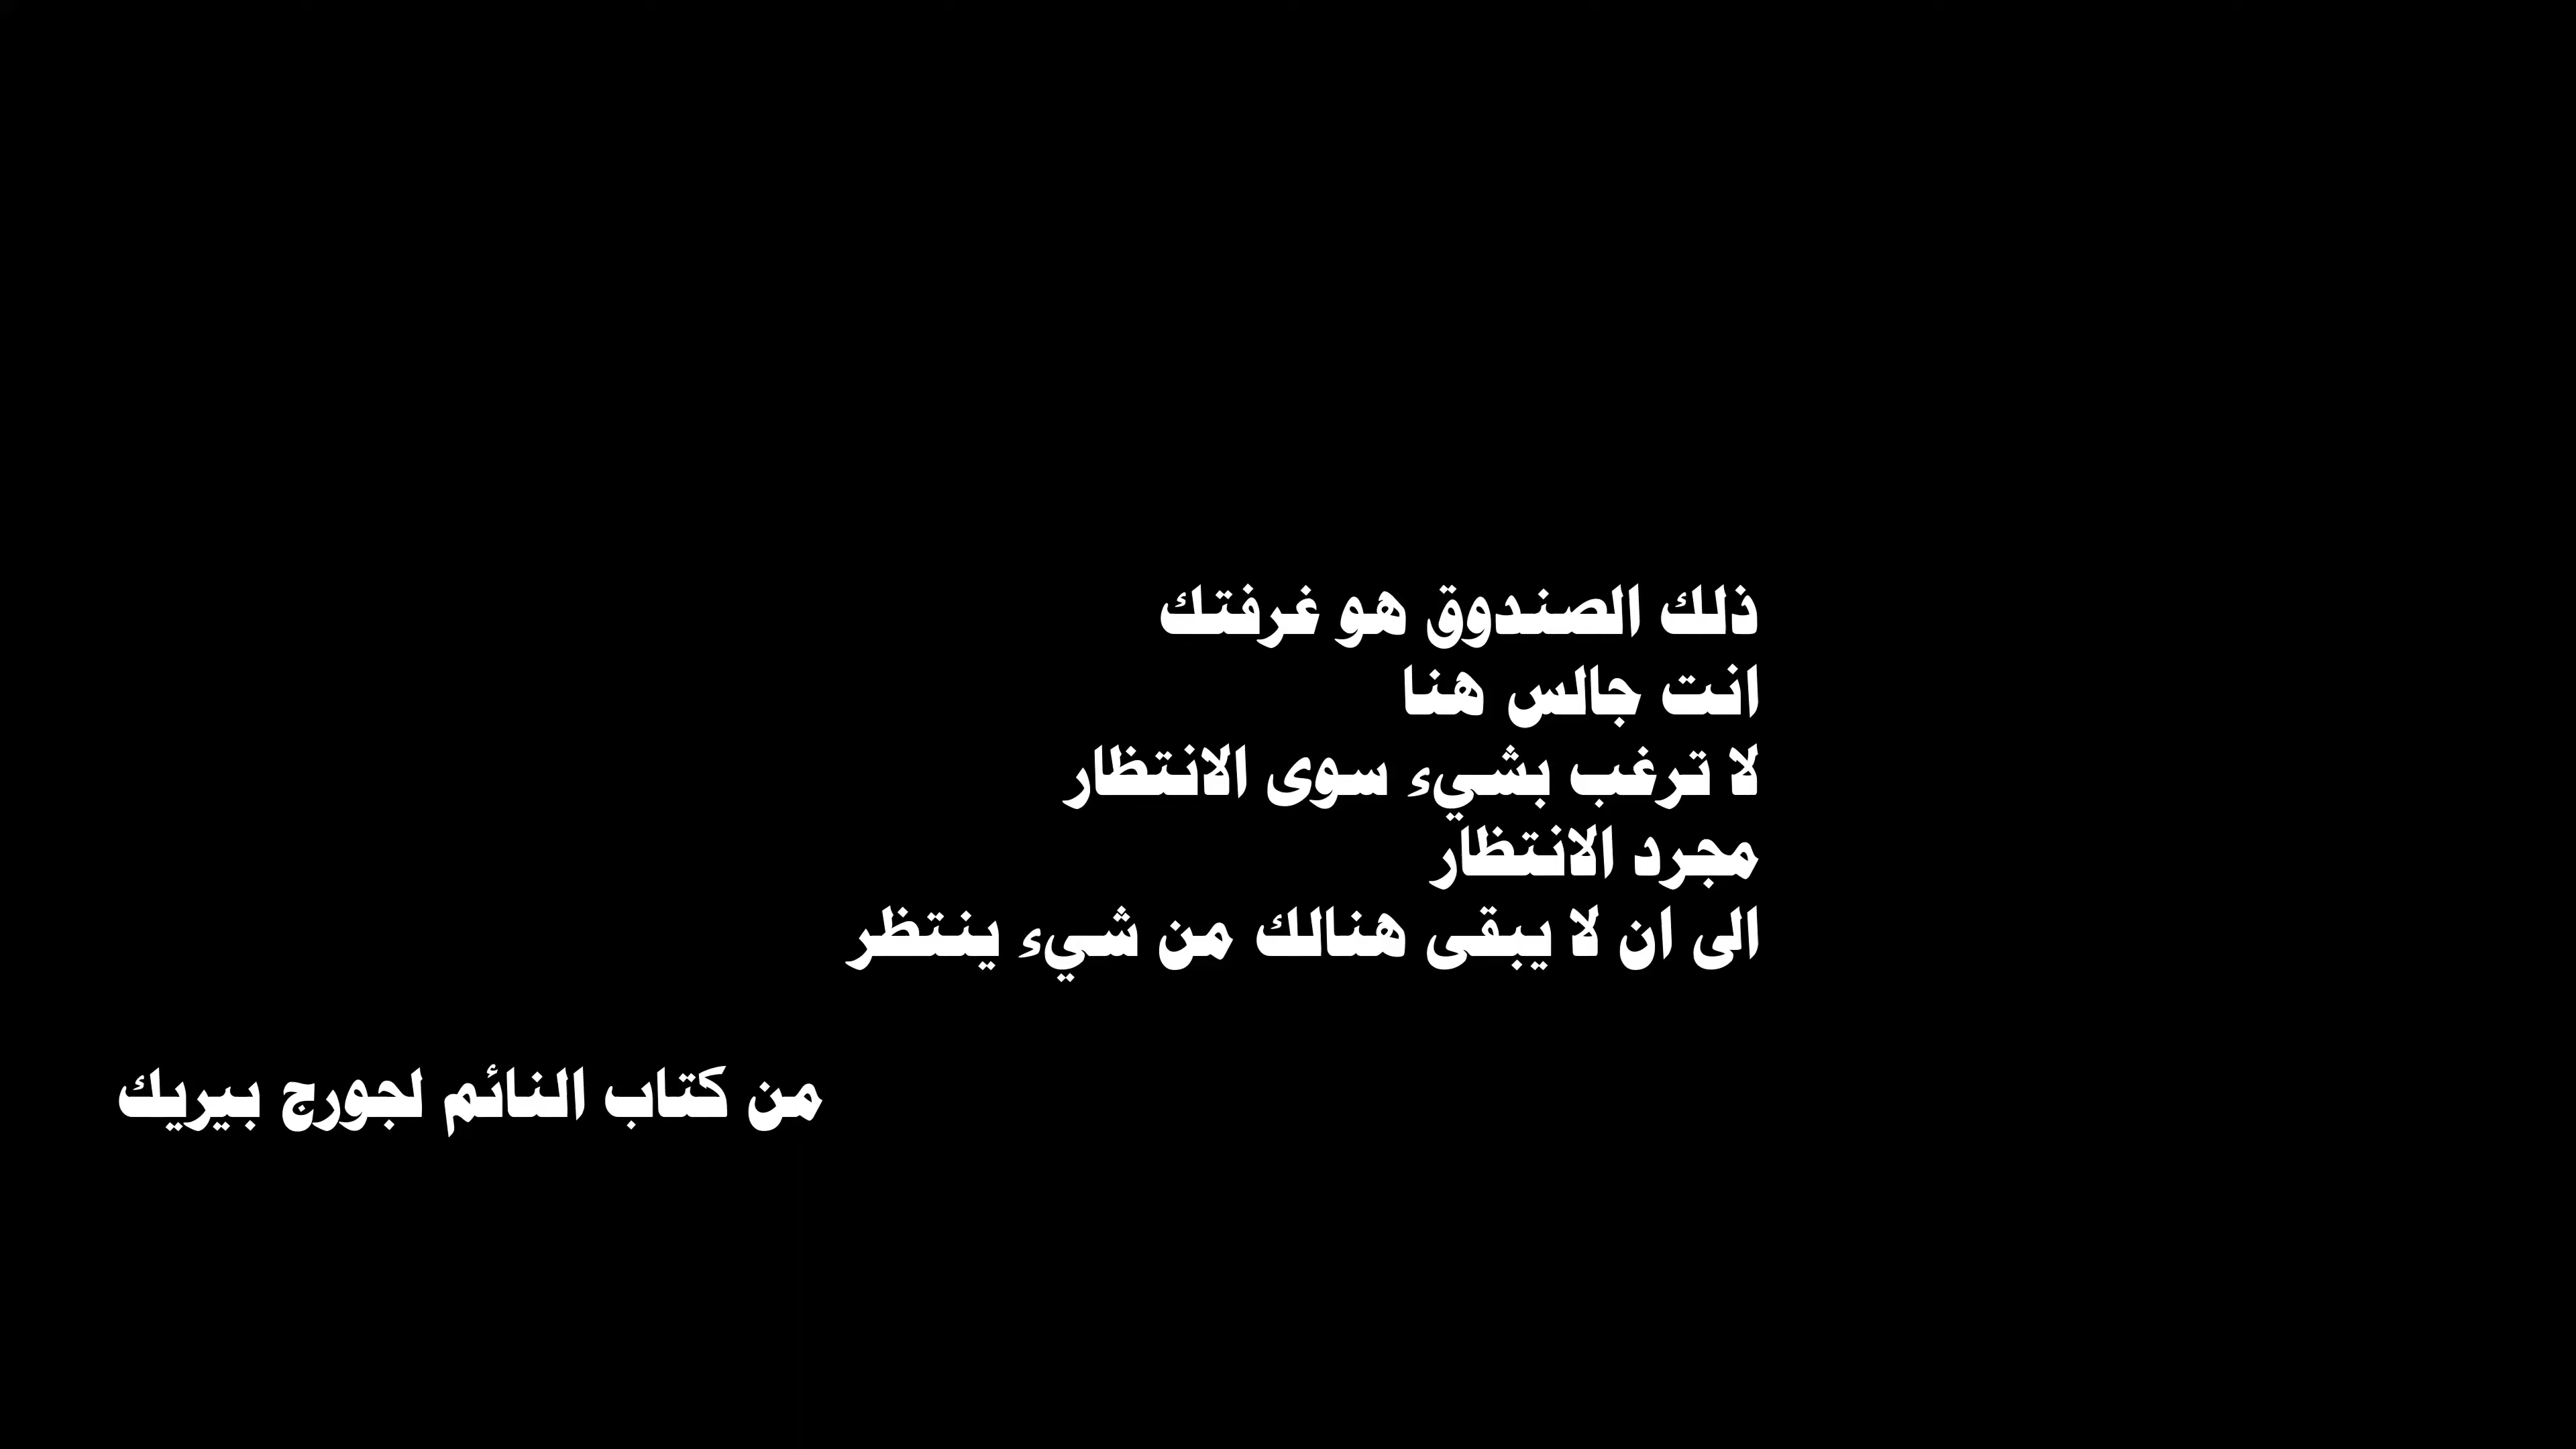 ذلك الصندوق هو غرفتك
انت جالس هنا
لا ترغب بشيء سوى الانتظار
مجرد الانتظار
الى ان لا يبقى هنالك من شيء ينتظر
من كتاب النائم لجورج بيريك